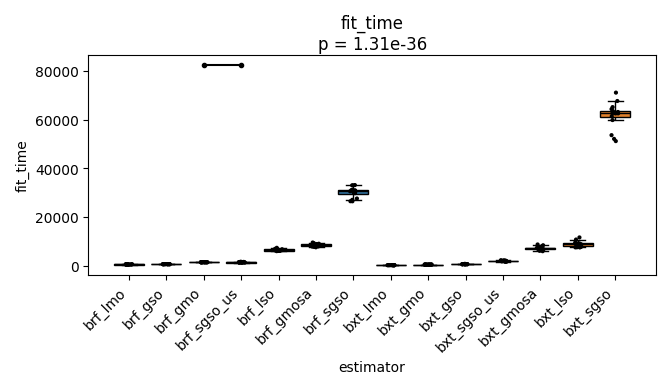 fit_time
p = 1.31e-36
fit_time
80000
60000
40000
20000
0
brf_lmo
brf_gso
brf_gmo
brf_sgso_us
brf_lso
brf_gmosa
brf_sgso
bxt_lmo
bxt_gmo
bxt_gso
bxt_sgso_us
bxt_gmosa
bxt_lso
bxt_sgso
estimator